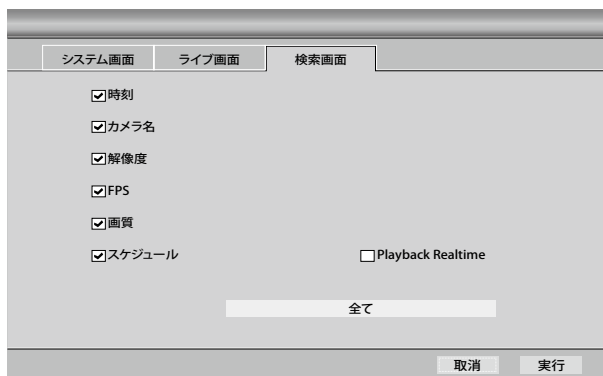 システム画面 ライブ画面 検索画面
時刻
カメラ名
解像度
FPS
画質
スケジュール Playback Realtime
全て
取消 実行